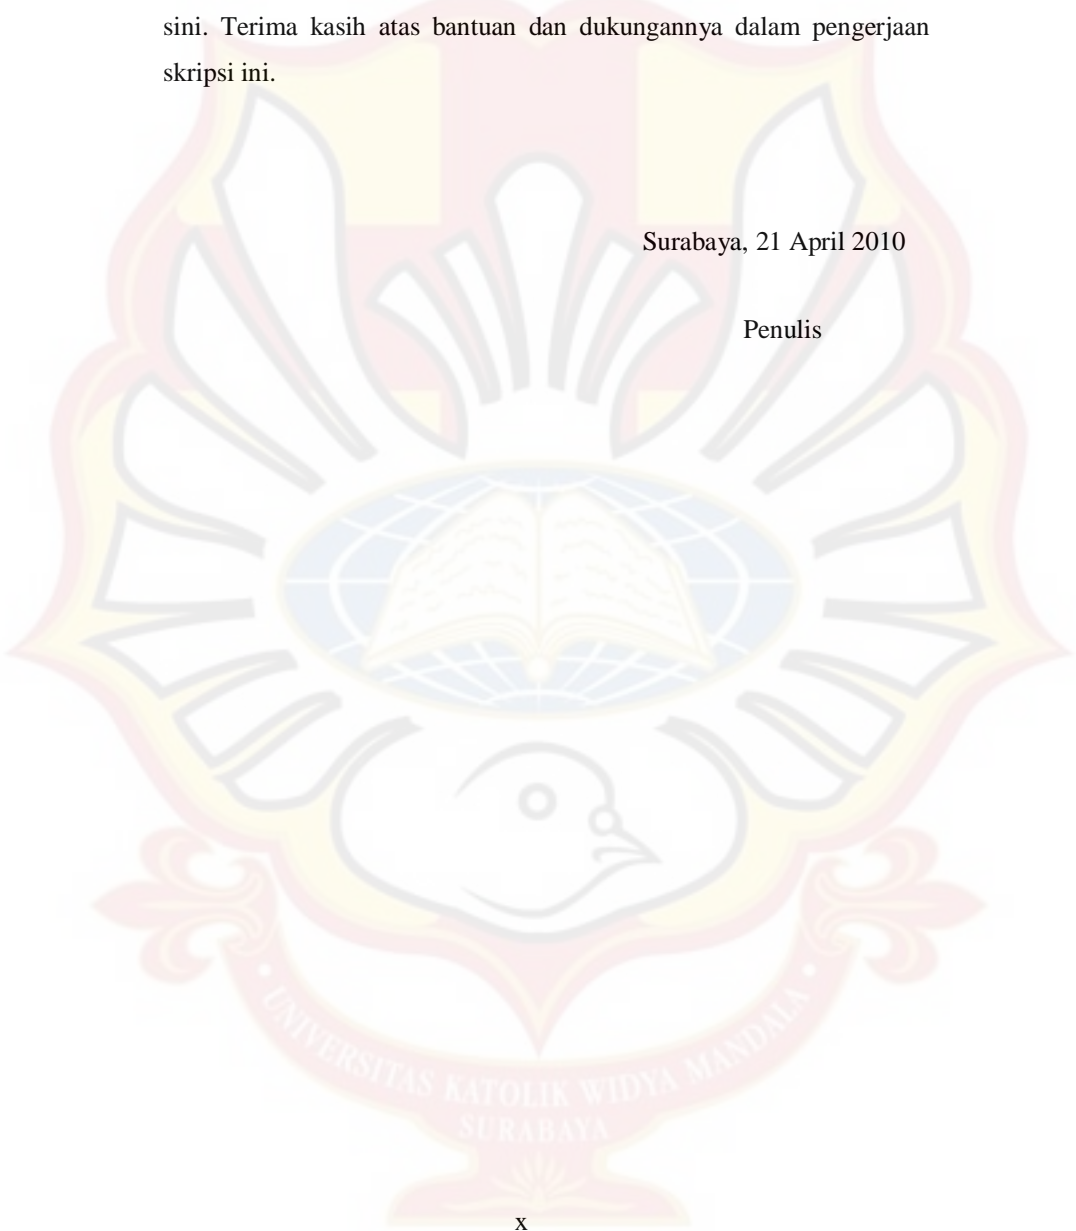 sini. Terima kasih atas bantuan dan dukungannya dalam pengerjaan
skripsi ini.
Surabaya, 21 April 2010
Penulis
UNIVERSITAS KATOLIK WIDYA MANDALA
SURABAYA
x